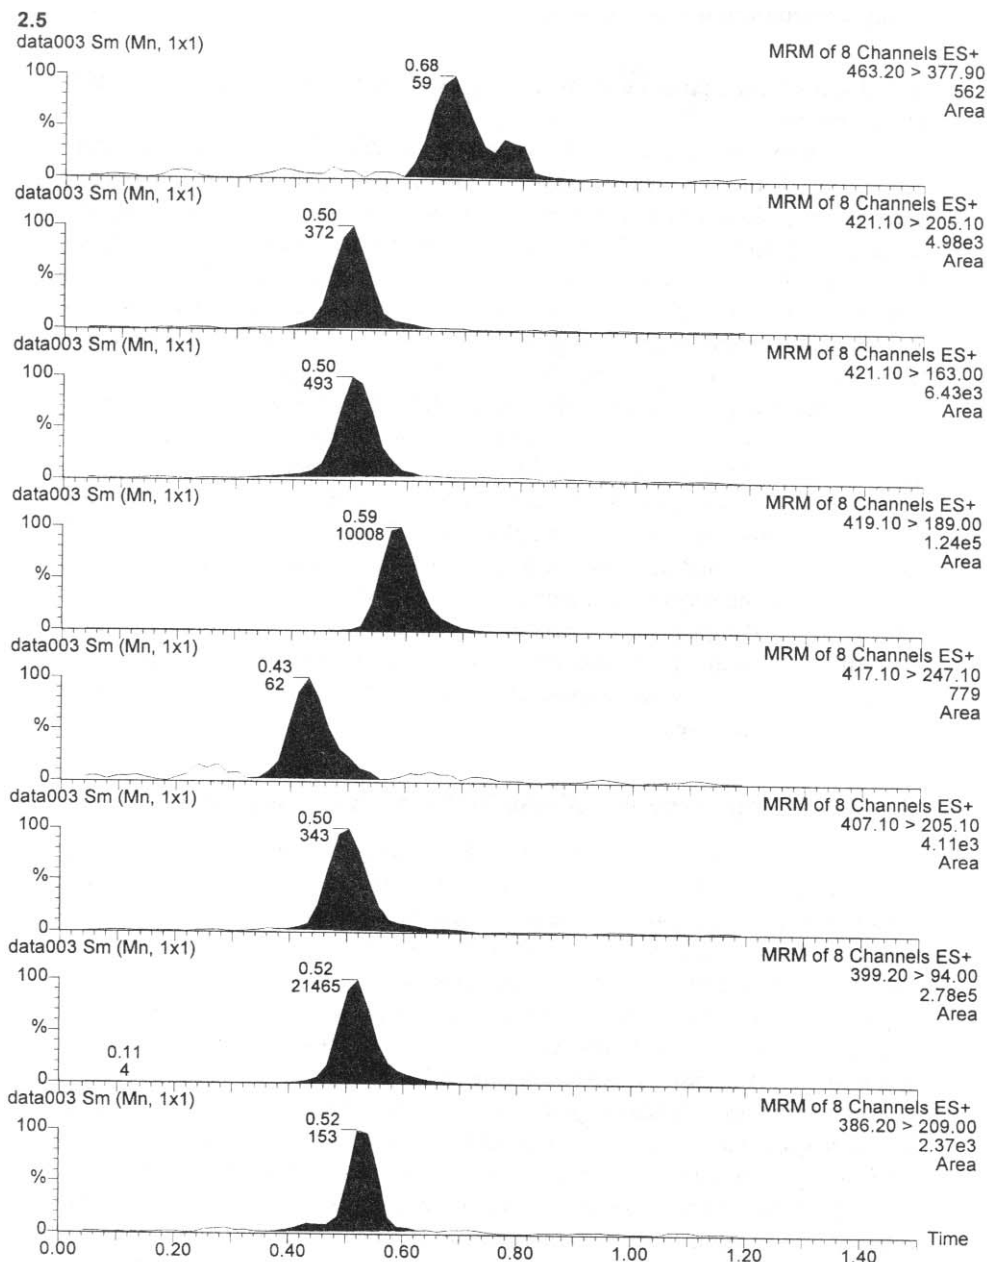 2.5
data003 Sm (Mn, 1x1)
MRM of 8 Channels ES+
463.20 > 377.90
562
Area
0.68
59
100
%
0
data003 Sm (Mn, 1x1)
MRM of 8 Channels ES+
421.10 > 205.10
4.98e3
Area
0.50
372
100
%
0
data003 Sm (Mn, 1x1)
MRM of 8 Channels ES+
421.10 > 163.00
6.43e3
Area
0.50
493
100
%
0
data003 Sm (Mn, 1x1)
MRM of 8 Channels ES+
419.10 > 189.00
1.24e5
Area
0.59
10008
100
%
0
data003 Sm (Mn, 1x1)
MRM of 8 Channels ES+
417.10 > 247.10
779
Area
0.43
62
100
%
0
data003 Sm (Mn, 1x1)
MRM of 8 Channels ES+
407.10 > 205.10
4.11e3
Area
0.50
343
100
%
0
data003 Sm (Mn, 1x1)
MRM of 8 Channels ES+
399.20 > 94.00
2.78e5
Area
0.52
21465
100
%
0.11
4
0
data003 Sm (Mn, 1x1)
MRM of 8 Channels ES+
386.20 > 209.00
2.37e3
Area
0.52
153
100
%
0
0.00 0.20 0.40 0.60 0.80 1.00 1.20 1.40 Time